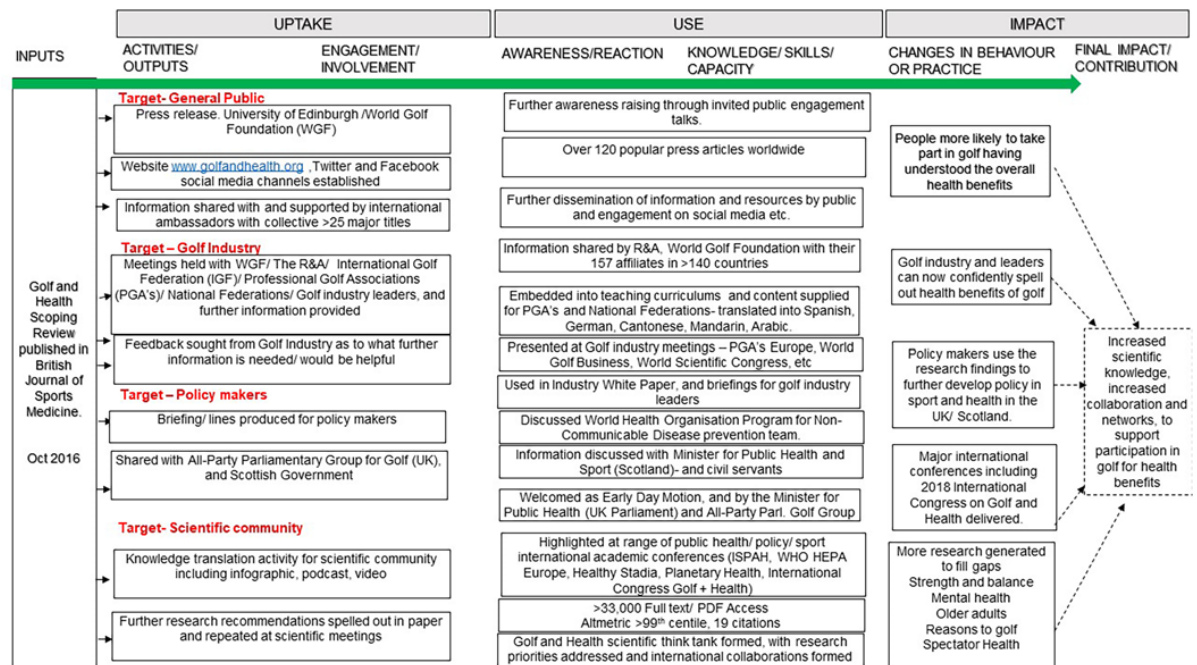 UPTAKE
USE
IMPACT
INPUTS
ACTIVITIES/
OUTPUTS
ENGAGEMENT/
INVOLVEMENT
AWARENESS/REACTION
KNOWLEDGE/ SKILLS/
CAPACITY
CHANGES IN BEHAVIOUR
OR PRACTICE
FINAL IMPACT/
CONTRIBUTION
Golf and
Health
Scoping
Review
published in
British
Journal of
Sports
Medicine.
Oct 2016
Target- General Public
Press release. University of Edinburgh /World Golf
Foundation (WGF)
Website www.golfandhealth.org ,Twitter and Facebook
social media channels established
Information shared with and supported by international
ambassadors with collective >25 major titles
Target – Golf Industry
Meetings held with WGF/ The R&A/ International Golf
Federation (IGF)/ Professional Golf Associations
(PGA's)/ National Federations/ Golf industry leaders, and
further information provided
Feedback sought from Golf Industry as to what further
information is needed/ would be helpful
Target – Policy makers
Briefing/ lines produced for policy makers
Shared with All-Party Parliamentary Group for Golf (UK),
and Scottish Government
Target- Scientific community
Knowledge translation activity for scientific community
including infographic, podcast, video
Further research recommendations spelled out in paper
and repeated at scientific meetings
Further awareness raising through invited public engagement
talks.
Over 120 popular press articles worldwide
Further dissemination of information and resources by public
and engagement on social media etc.
Information shared by R&A, World Golf Foundation with their
157 affiliates in >140 countries
Embedded into teaching curriculums and content supplied
for PGA's and National Federations- translated into Spanish,
German, Cantonese, Mandarin, Arabic.
Presented at Golf industry meetings – PGA's Europe, World
Golf Business, World Scientific Congress, etc
Used in Industry White Paper, and briefings for golf industry
leaders
Discussed World Health Organisation Program for Non-
Communicable Disease prevention team.
Information discussed with Minister for Public Health and
Sport (Scotland)- and civil servants
Welcomed as Early Day Motion, and by the Minister for
Public Health (UK Parliament) and All-Party Parl. Golf Group
Highlighted at range of public health/ policy/ sport
international academic conferences (ISPAH, WHO HEPA
Europe, Healthy Stadia, Planetary Health, International
Congress Golf + Health)
>33,000 Full text/ PDF Access
Altmetric >99th centile, 19 citations
Golf and Health scientific think tank formed, with research
priorities addressed and international collaborations formed
People more likely to take
part in golf having
understood the overall
health benefits
Golf industry and leaders
can now confidently spell
out health benefits of golf
Policy makers use the
research findings to
further develop policy in
sport and health in the
UK/ Scotland.
Major international
conferences including
2018 International
Congress on Golf and
Health delivered.
More research generated
to fill gaps
Strength and balance
Mental health
Older adults
Reasons to golf
Spectator Health
Increased
scientific
knowledge,
increased
collaboration and
networks, to
support
participation in
golf for health
benefits